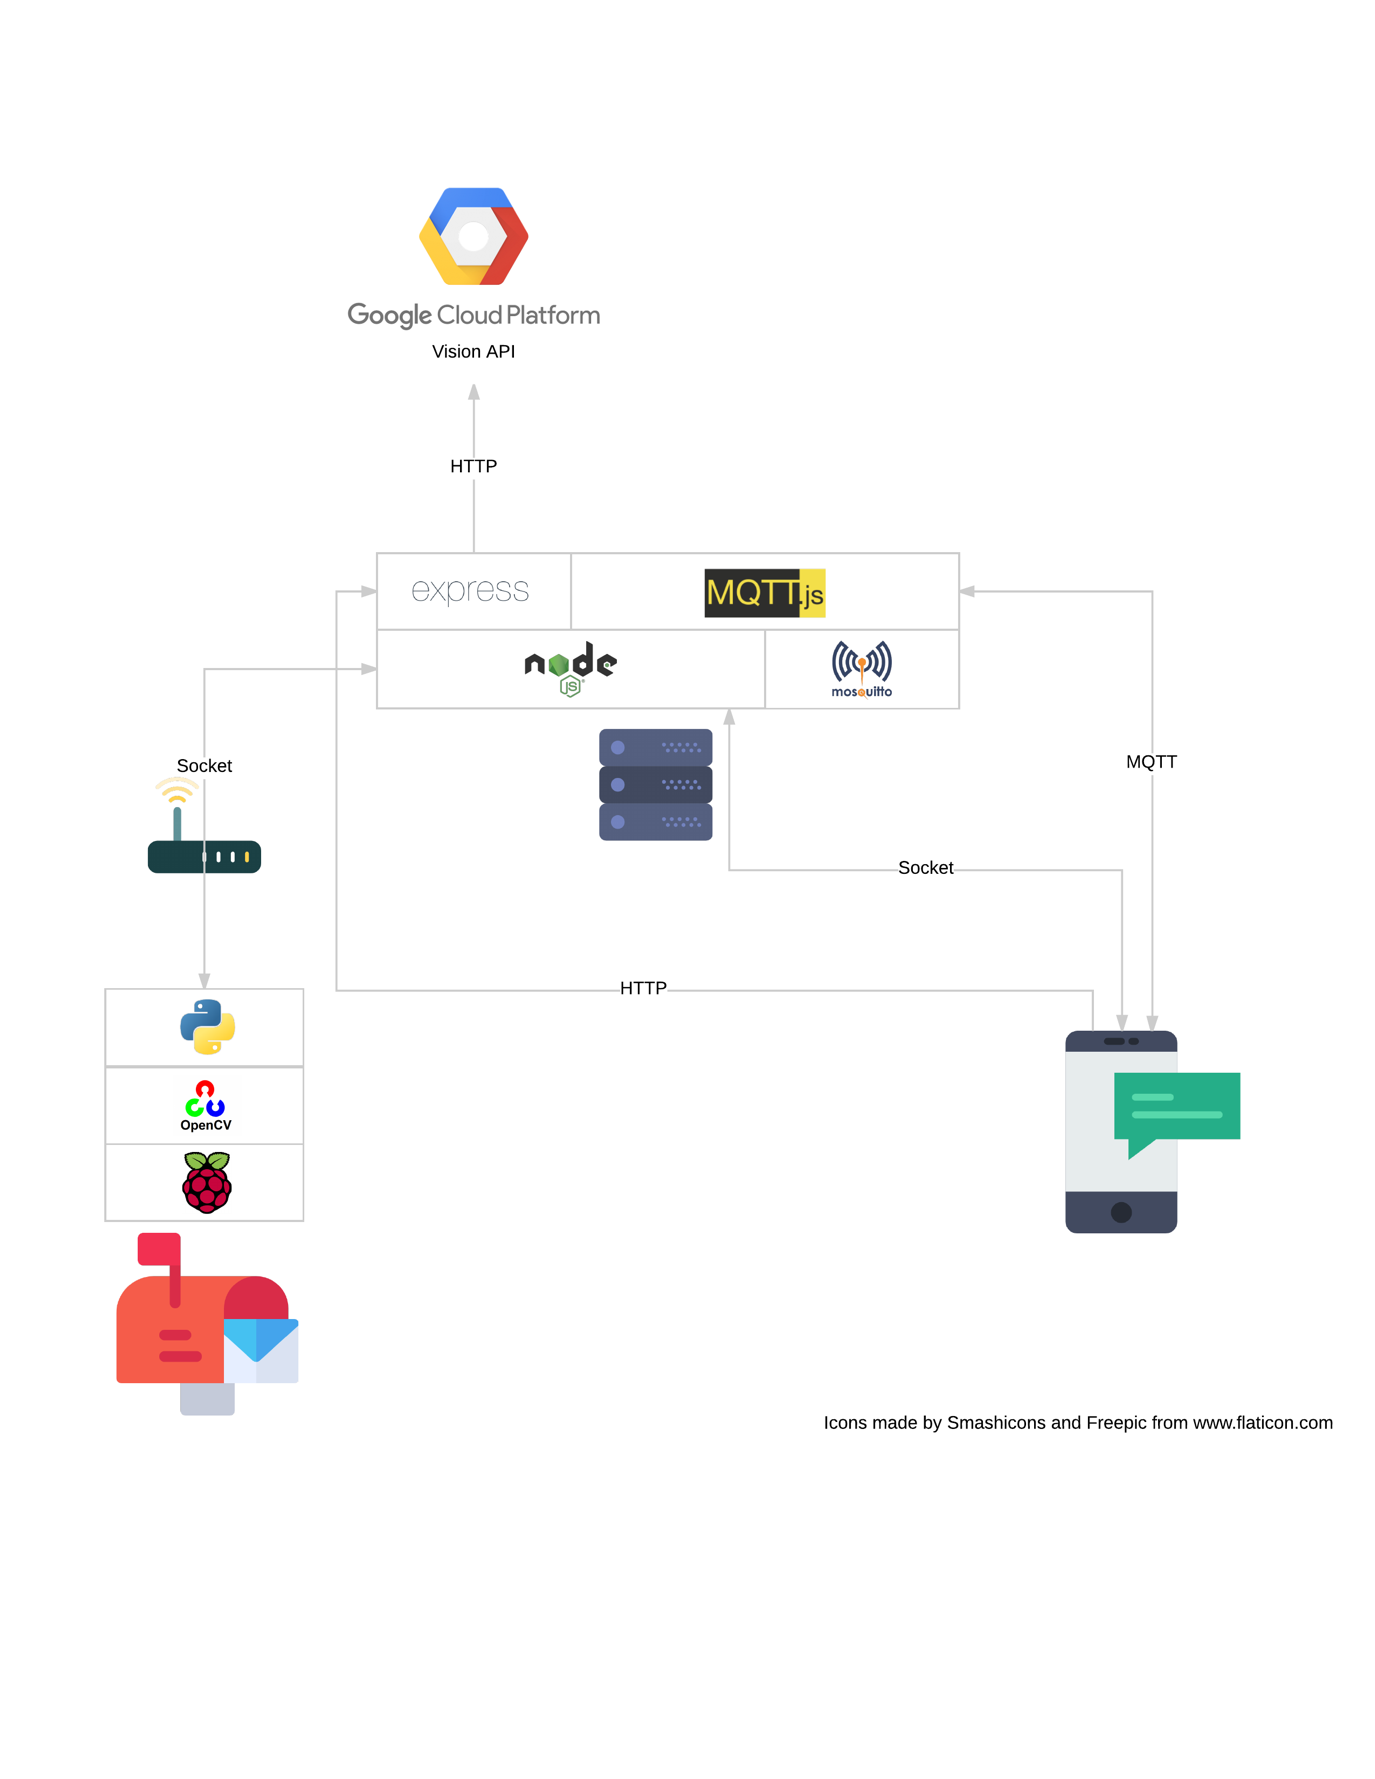 Google Cloud Platform
Vision API
HTTP
express
MQTT.js
node
JS
mosquitto
Socket
MQTT
Socket
HTTP
OpenCV
Icons made by Smashicons and Freepic from www.flaticon.com